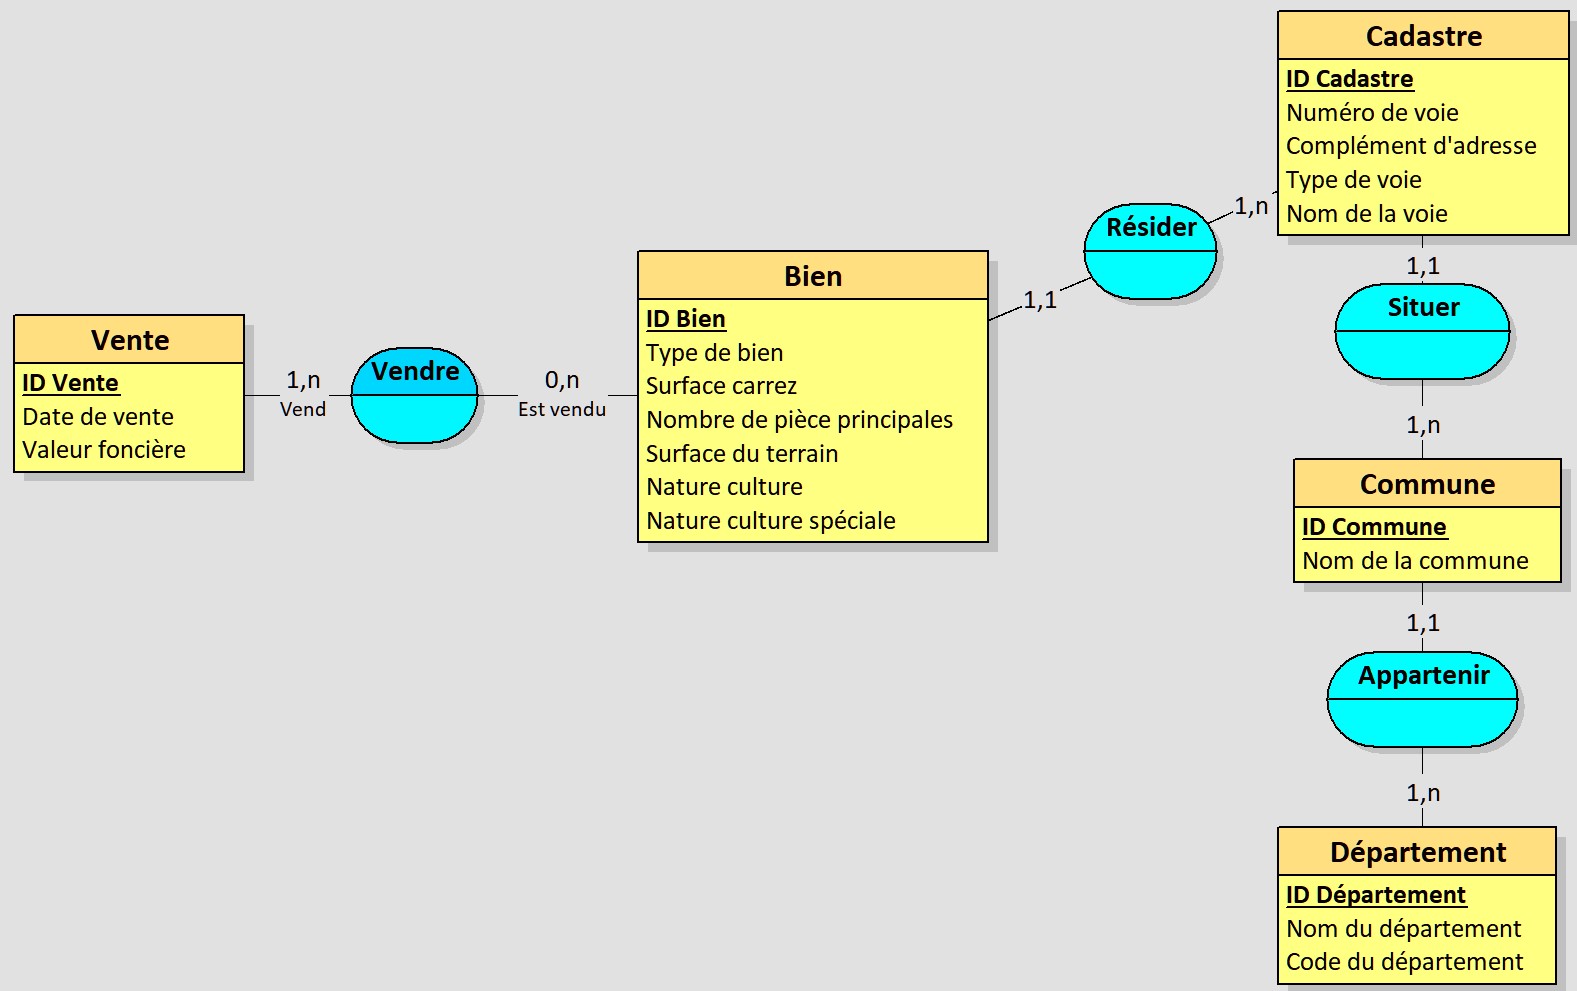 Cadastre
ID Cadastre
Numéro de voie
Complément d'adresse
Type de voie
Nom de la voie
1,n
Résider
1,1
Bien
ID Bien
Type de bien
Surface carrez
Nombre de pièce principales
Surface du terrain
Nature culture
Nature culture spéciale
Vente
ID Vente
Date de vente
Valeur foncière
1,n
Vend
Vendre
0,n
Est vendu
1,1
Situer
1,n
Commune
ID Commune
Nom de la commune
1,1
Appartenir
1,n
Département
ID Département
Nom du département
Code du département